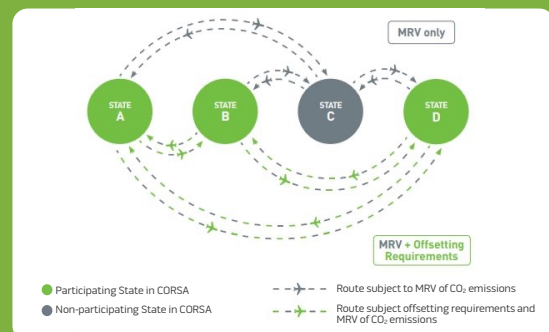 MRV only
STATE
A
STATE
B
STATE
C
STATE
D
MRV + Offsetting
Requirements
Participating State in CORSA
Non-participating State in CORSA
Route subject to MRV of CO₂ emissions
Route subject offsetting requirements and
MRV of CO₂ emissions